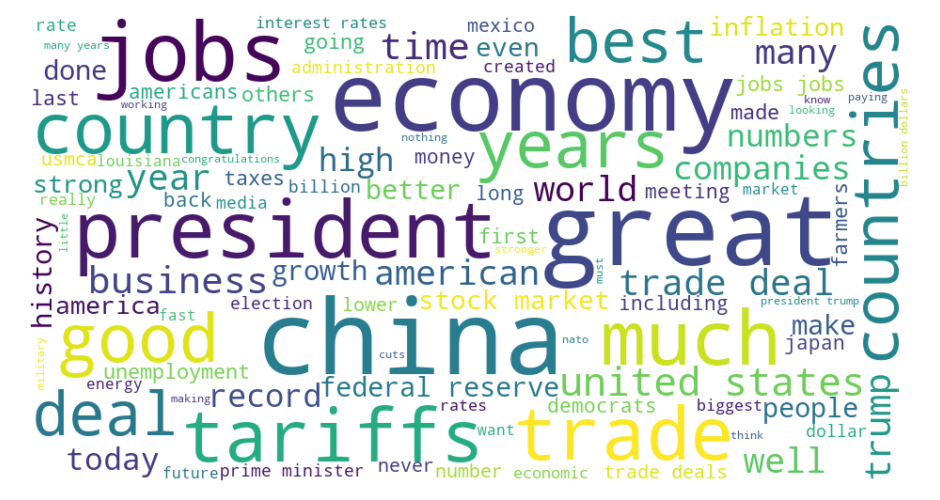 rate
interest rates
mexico
inflation
many years
jobs
going
time
even
best
many
countries
done
administration
created
last
americans
others
working
economy
jobs jobs
know
paying
billion dollars
country
nothing
years
made
looking
numbers
usmca
louisiana
congratulations
high
money
companies
strong
year
taxes
billion
better
long
world
meeting
market
really
back
media
president
first
great
farmers
history
little
stronger
must
business
growth
american
trade deal
america
election
lower
stock market
including
president trump
fast
good
china
much
make
japan
cuts
nato
military
unemployment
energy
making
record
federal reserve
united states
deal
rates
democrats
biggest
people
trump
tariffs
want
trade
think
dollar
today
future
prime minister
never
number
economic
trade deals
well